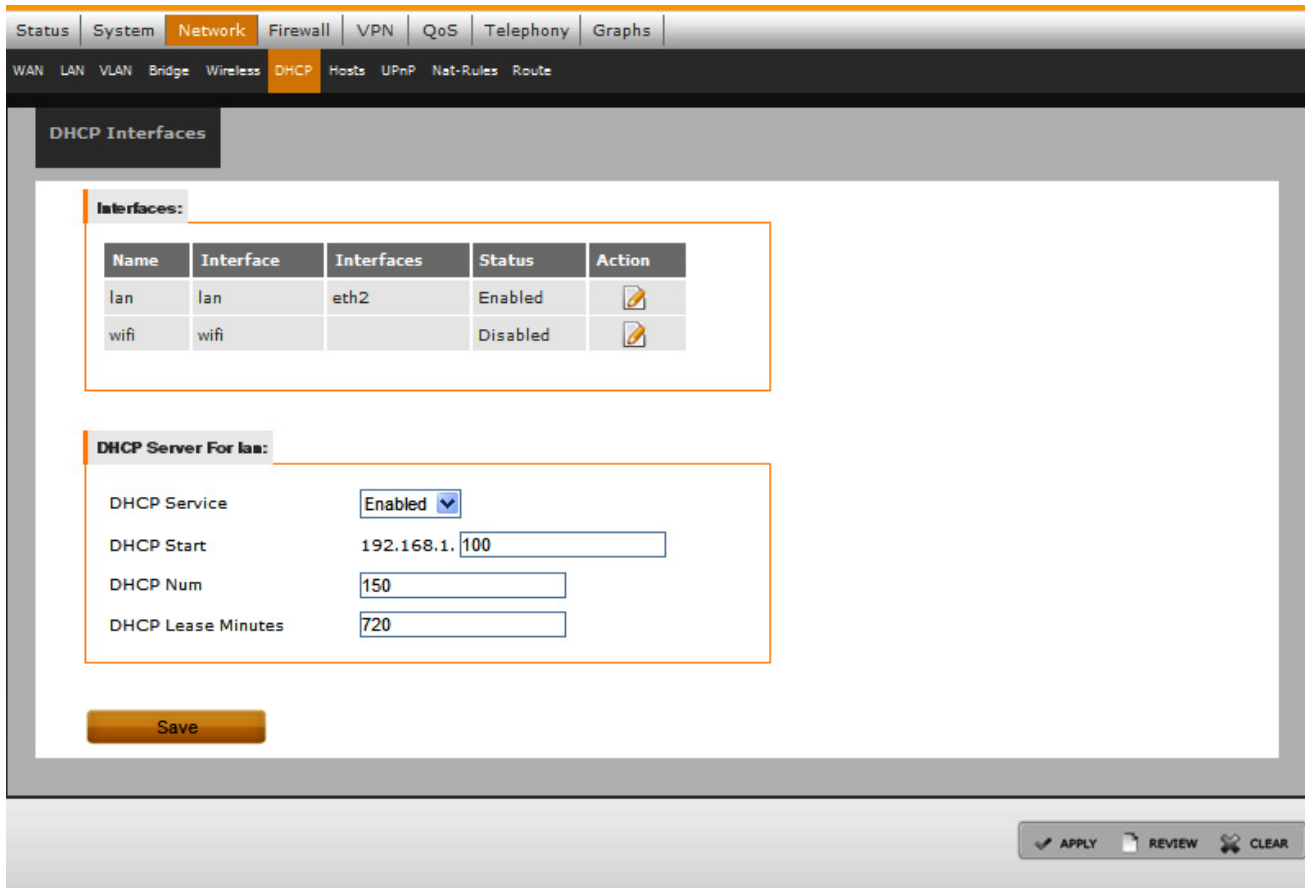 Status System Network Firewall VPN QoS Telephony Graphs
WAN LAN VLAN Bridge Wireless DHCP Hosts UPnP Nat-Rules Route
DHCP Interfaces
Interfaces:
Name Interface Interfaces Status Action
lan lan eth2 Enabled
wifi wifi Disabled
DHCP Server For lan:
DHCP Service Enabled
DHCP Start 192.168.1. 100
DHCP Num 150
DHCP Lease Minutes 720
Save
APPLY REVIEW CLEAR